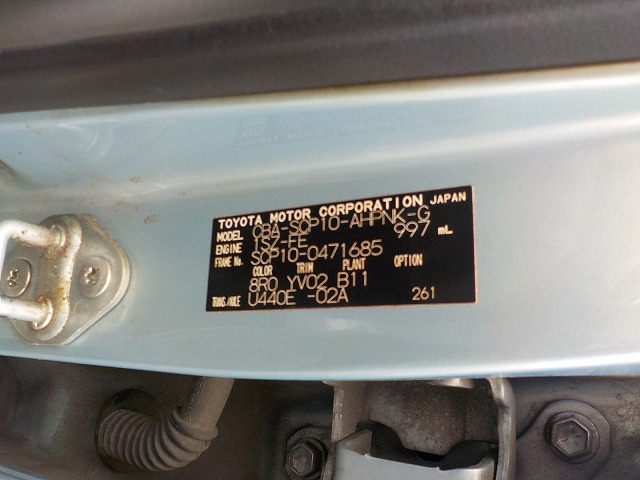 TOYOTA MOTOR CORPORATION JAPAN
MODEL CBA-SCP10-AHPNK-G
ENGINE 1SZ-FE 997 mL
FRAME No. SCP10-0471685
COLOR TRIM PLANT OPTION
8R0 YV02 B11
TRANS/AXLE U440E -02A 261